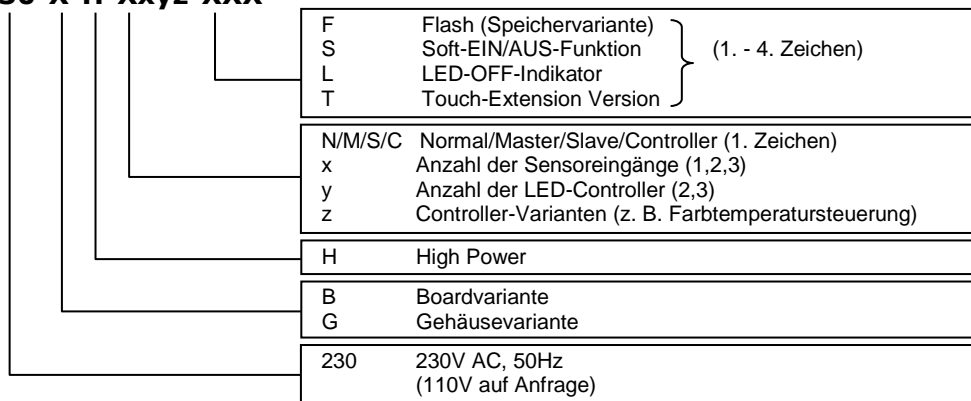 F Flash (Speichervariante)
S Soft-EIN/AUS-Funktion (1. - 4. Zeichen)
L LED-OFF-Indikator
T Touch-Extension Version
N/M/S/C Normal/Master/Slave/Controller (1. Zeichen)
x Anzahl der Sensoreingänge (1,2,3)
y Anzahl der LED-Controller (2,3)
z Controller-Varianten (z. B. Farbtemperatursteuerung)
H High Power
B Boardvariante
G Gehäusevariante
230 230V AC, 50Hz
(110V auf Anfrage)